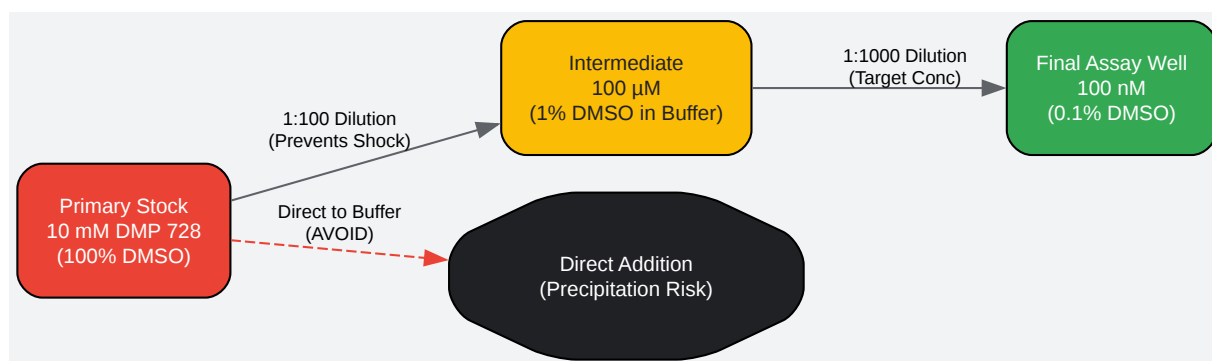 Primary Stock
10 mM DMP 728
(100% DMSO)
1:100 Dilution
(Prevents Shock)
Direct to Buffer
(AVOID)
Intermediate
100 µM
(1% DMSO in Buffer)
Direct Addition
(Precipitation Risk)
1:1000 Dilution
(Target Conc)
Final Assay Well
100 nM
(0.1% DMSO)